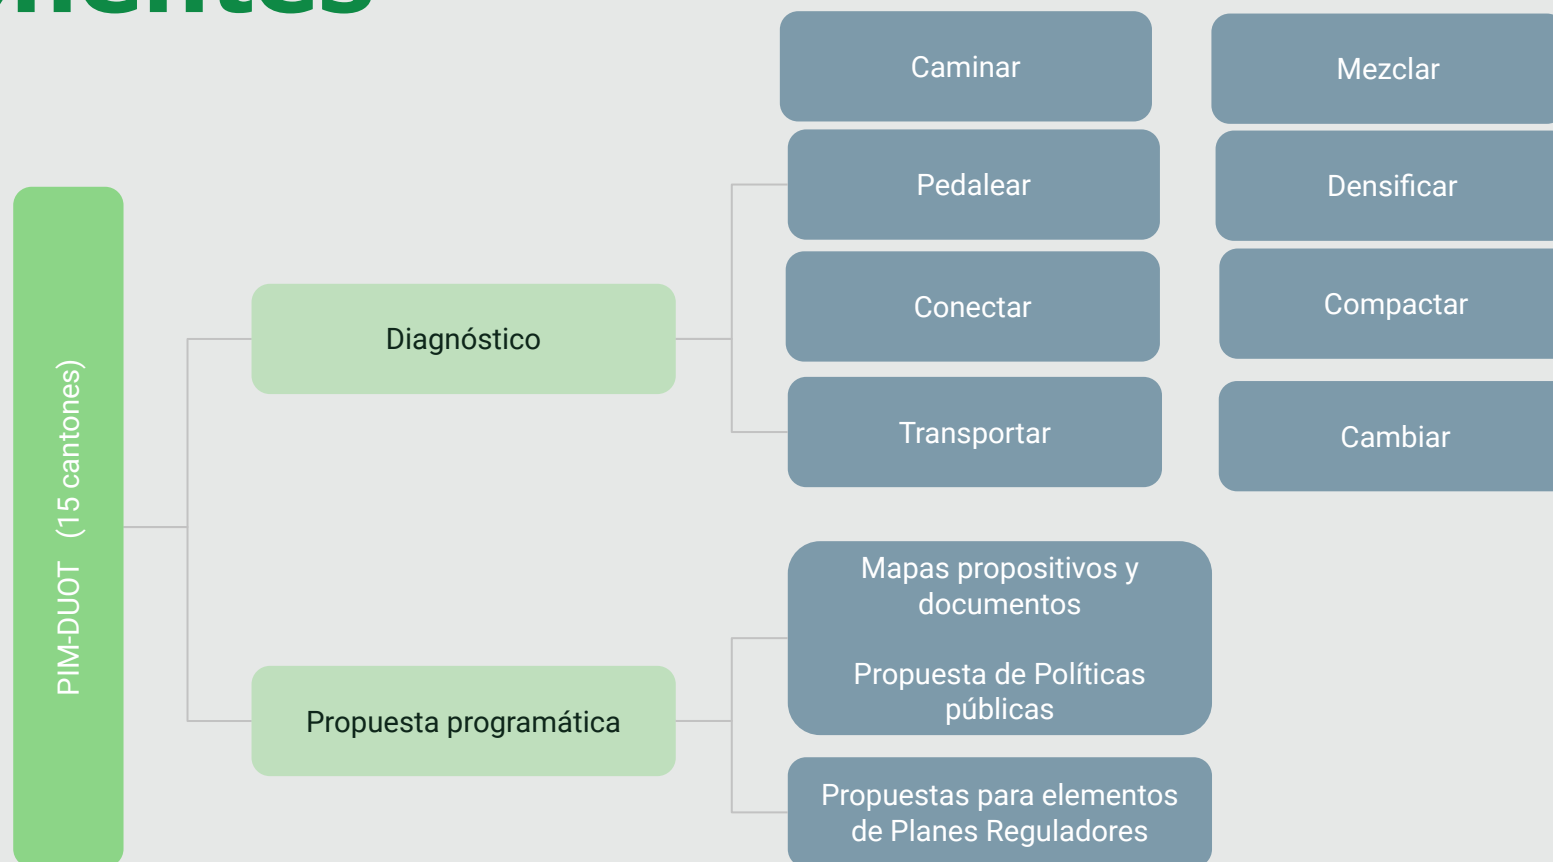 PIM-DUOT (15 cantones)
Diagnóstico
Caminar
Mezclar
Pedalear
Densificar
Conectar
Compactar
Transportar
Cambiar
Propuesta programática
Mapas propositivos y
documentos
Propuesta de Políticas
públicas
Propuestas para elementos
de Planes Reguladores